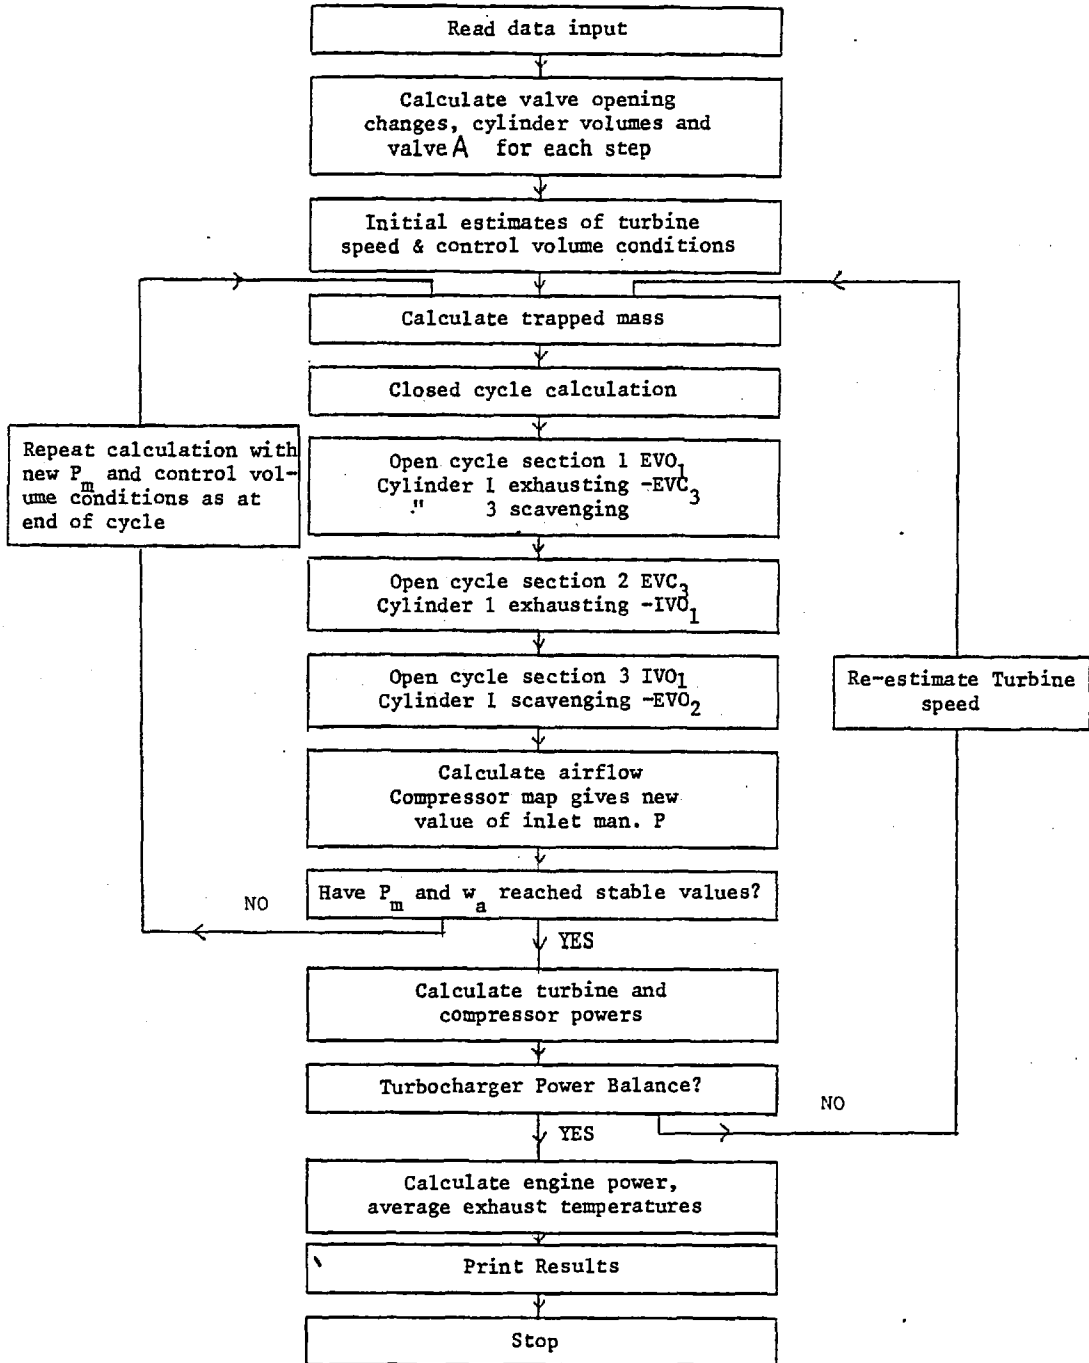 Read data input
Calculate valve opening
changes, cylinder volumes and
valve A for each step
Initial estimates of turbine
speed & control volume conditions
Calculate trapped mass
Closed cycle calculation
Repeat calculation with
new Pm and control vol-
ume conditions as at
end of cycle
Open cycle section 1 EVO1
Cylinder I exhausting -EVC3
" 3 scavenging
Open cycle section 2 EVC3
Cylinder 1 exhausting -IVO1
Open cycle section 3 IVO1
Cylinder I scavenging -EVO2
Re-estimate Turbine
speed
Calculate airflow
Compressor map gives new
value of inlet man. P
Have Pm and wa reached stable values?
NO
YES
Calculate turbine and
compressor powers
Turbocharger Power Balance?
NO
YES
Calculate engine power,
average exhaust temperatures
Print Results
Stop